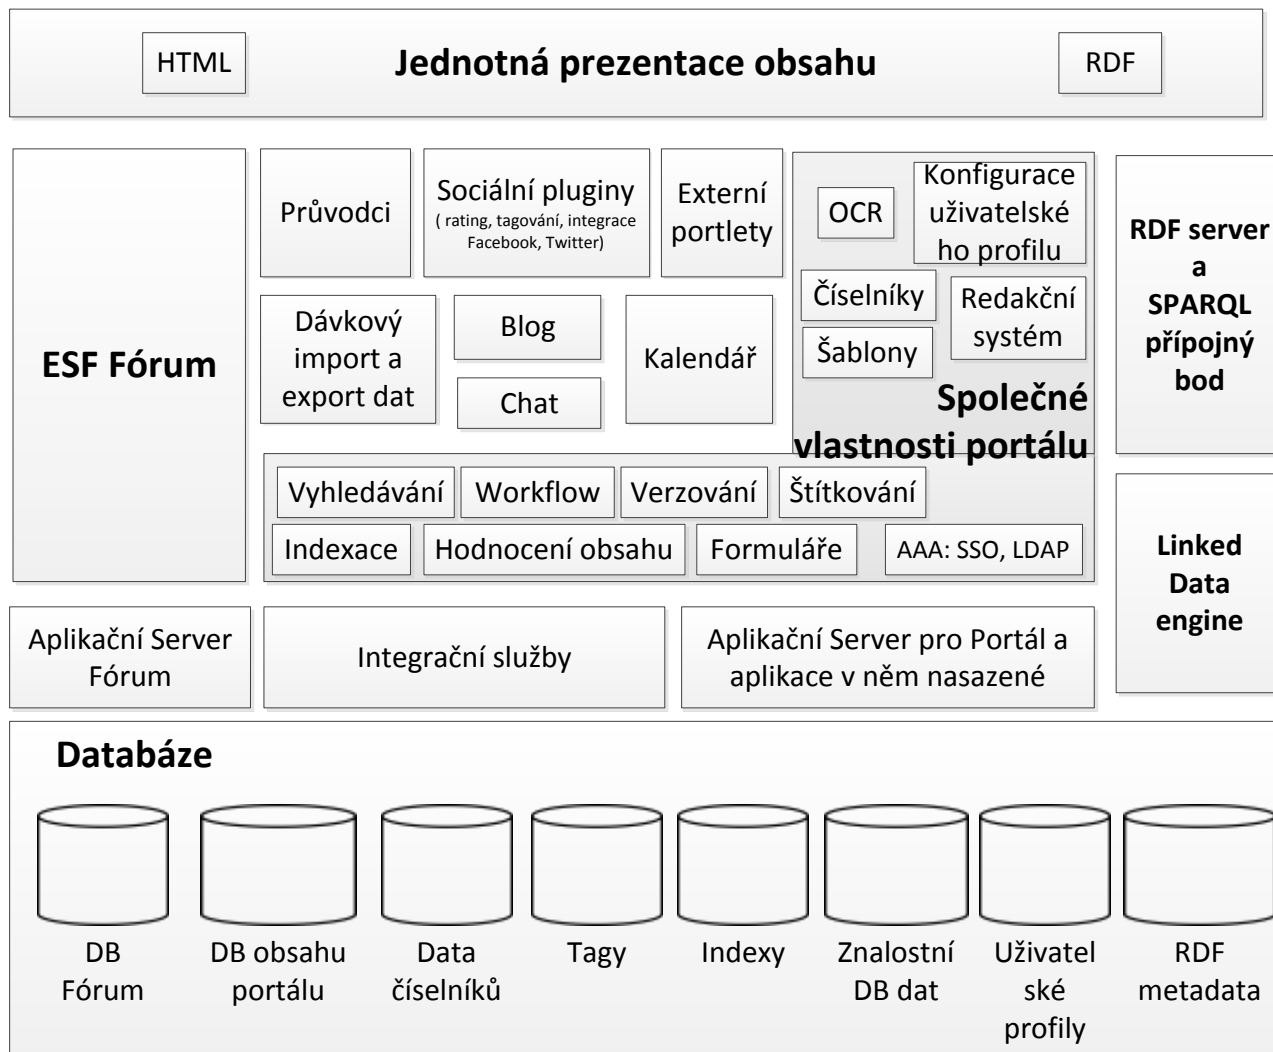 HTML
Jednotná prezentace obsahu
RDF
ESF Fórum
Průvodci
Sociální pluginy
( rating, tagování, integrace
Facebook, Twitter)
Externí
portlety
OCR
Konfigurace
uživatelské
ho profilu
Dávkový
import a
export dat
Blog
Chat
Kalendář
Číselníky
Šablony
Redakční
systém
Společné
vlastnosti portálu
Vyhledávání
Workflow
Verzování
Štítkování
Indexace
Hodnocení obsahu
Formuláře
AAA: SSO, LDAP
RDF server
a
SPARQL
přípojný
bod
Linked
Data
engine
Aplikační Server
Fórum
Integrační služby
Aplikační Server pro Portál a
aplikace v něm nasazené
Databáze
DB
Fórum
DB obsahu
portálu
Data
číselníků
Tagy
Indexy
Znalostní
DB dat
Uživatel
ské
profily
RDF
metadata